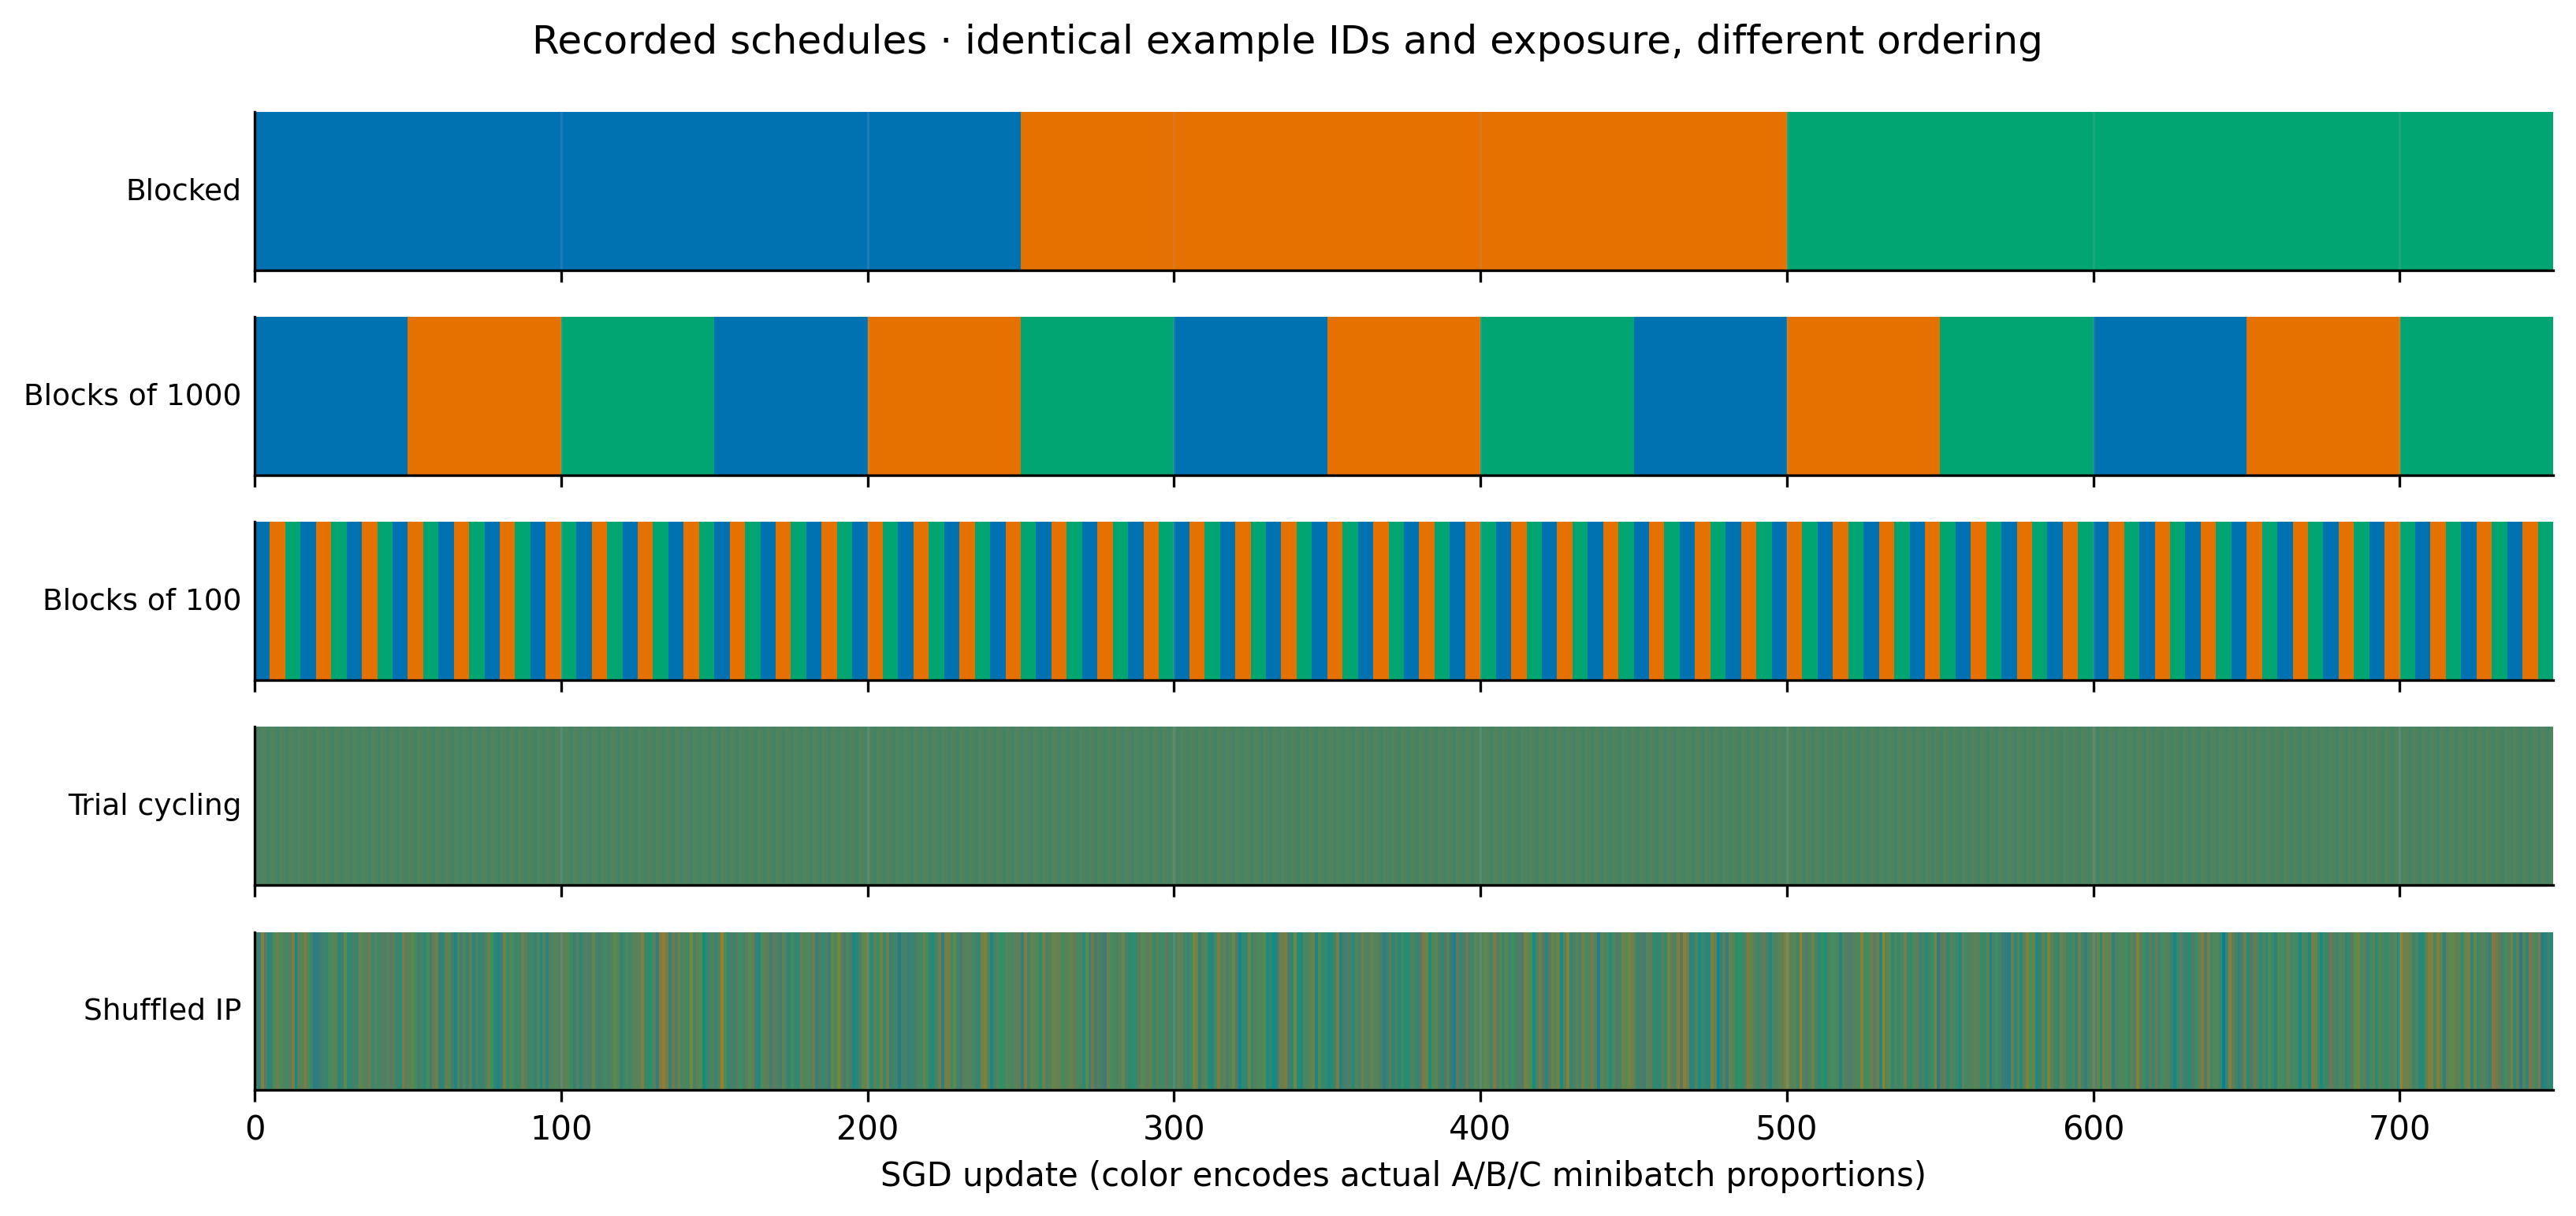 Recorded schedules · identical example IDs and exposure, different ordering
Blocked
Blocks of 1000
Blocks of 100
Trial cycling
Shuffled IP
0 100 200 300 400 500 600 700
SGD update (color encodes actual A/B/C minibatch proportions)